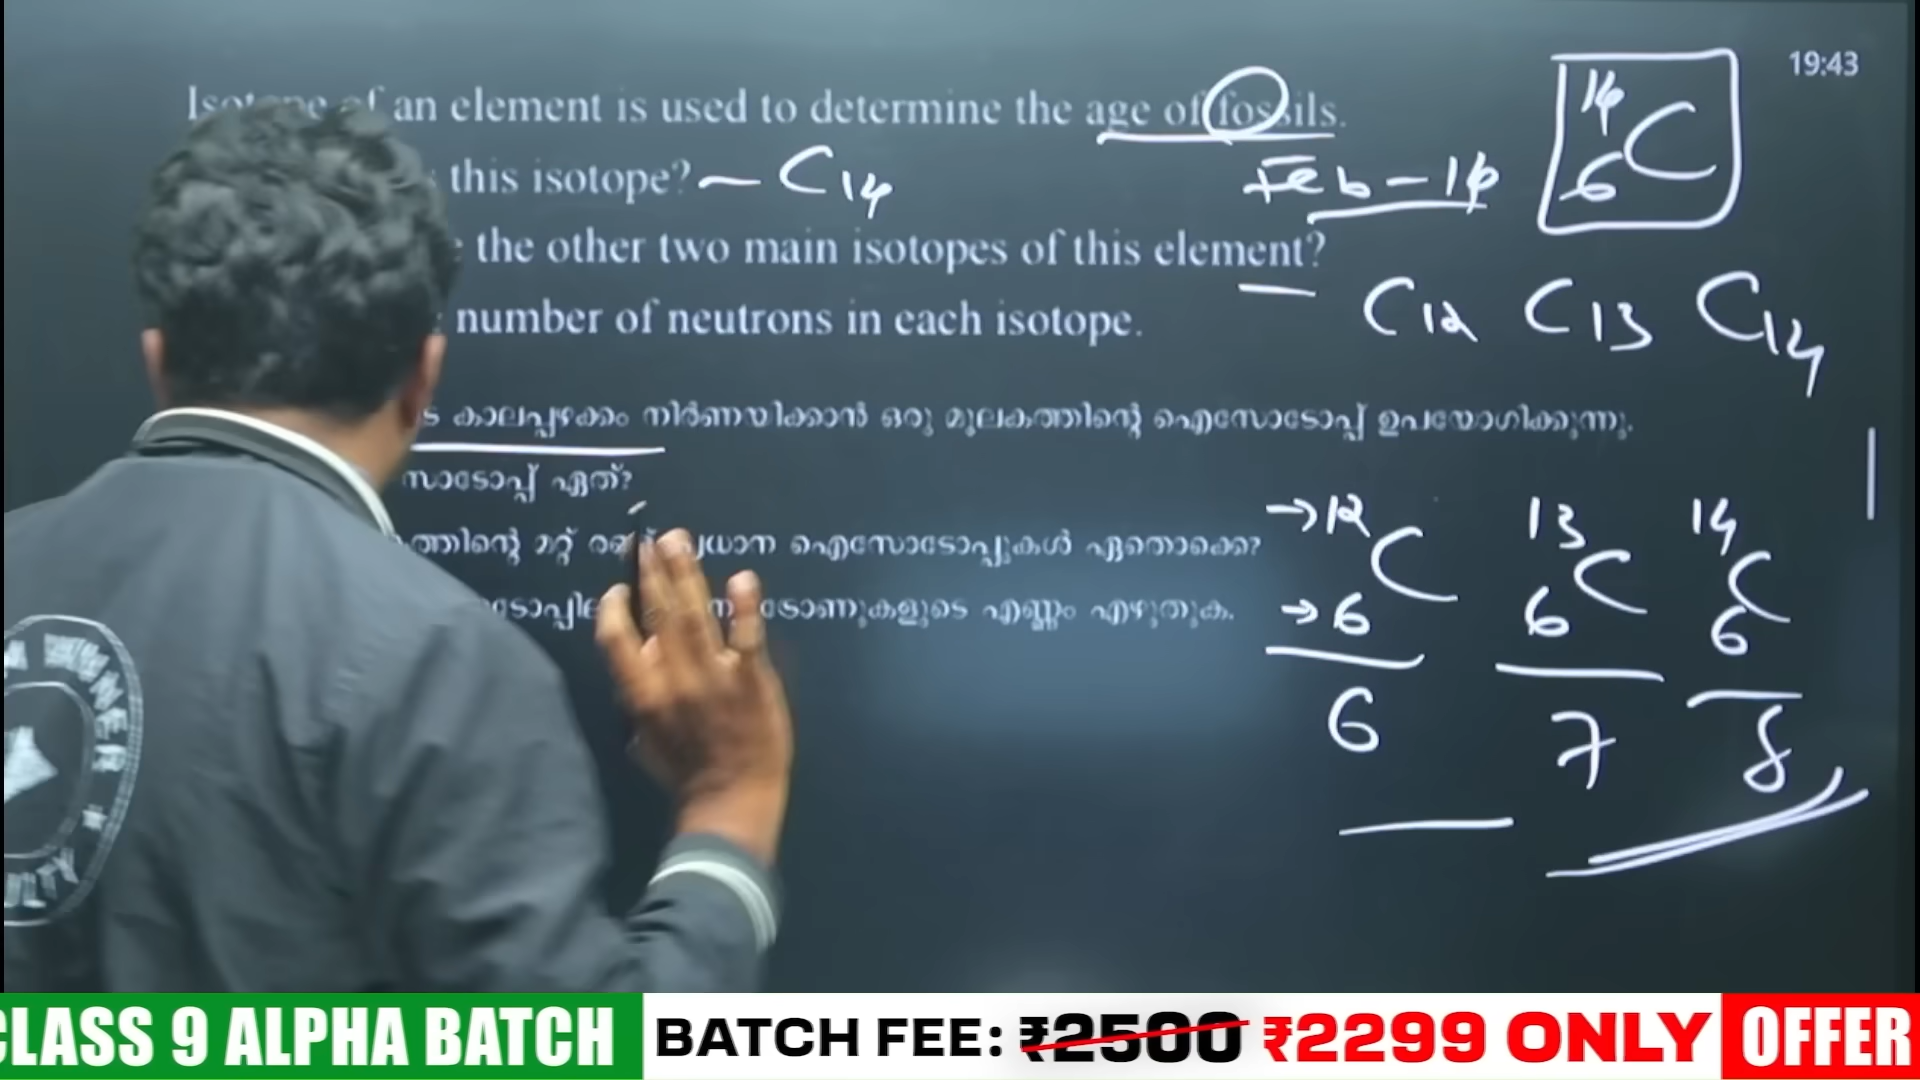 19:43
an element is used to determine the age of fossils.
14
6 C
this isotope? - C14
Feb - 14
the other two main isotopes of this element?
- C12 C13 C14
number of neutrons in each isotope.
കാലപ്പഴക്കം നിർണയിക്കാൻ ഒരു മൂലകത്തിന്റെ ഐസോടോപ്പ് ഉപയോഗിക്കുന്നു.
ഏത്?
മറ്റ് ഐസോടോപ്പുകൾ ഏതൊക്കെ?
എണ്ണം എഴുതുക.
→12 C 13 C 14 C
→6 6 6
6 7 8
CLASS 9 ALPHA BATCH BATCH FEE: ₹2500 ₹2299 ONLY OFFER